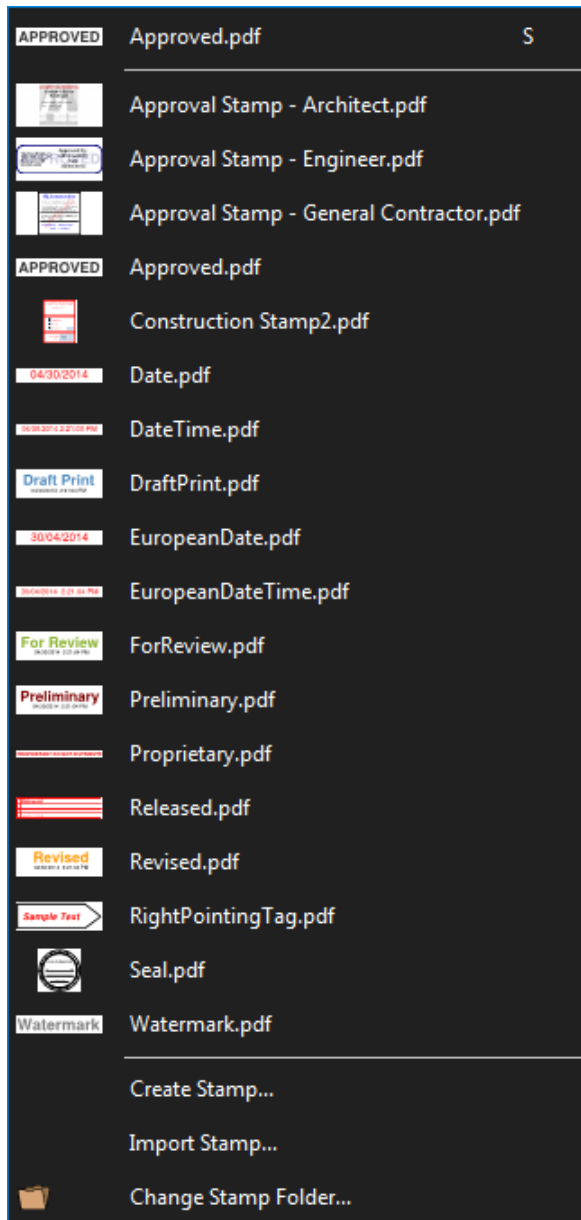 APPROVED Approved.pdf S
Approval Stamp - Architect.pdf
Approval Stamp - Engineer.pdf
Approval Stamp - General Contractor.pdf
APPROVED Approved.pdf
Construction Stamp2.pdf
04/30/2014 Date.pdf
DateTime.pdf
Draft Print DraftPrint.pdf
30/04/2014 EuropeanDate.pdf
EuropeanDateTime.pdf
For Review ForReview.pdf
Preliminary Preliminary.pdf
Proprietary.pdf
Released.pdf
Revised Revised.pdf
Sample Text RightPointingTag.pdf
Seal.pdf
Watermark Watermark.pdf
Create Stamp...
Import Stamp...
Change Stamp Folder...